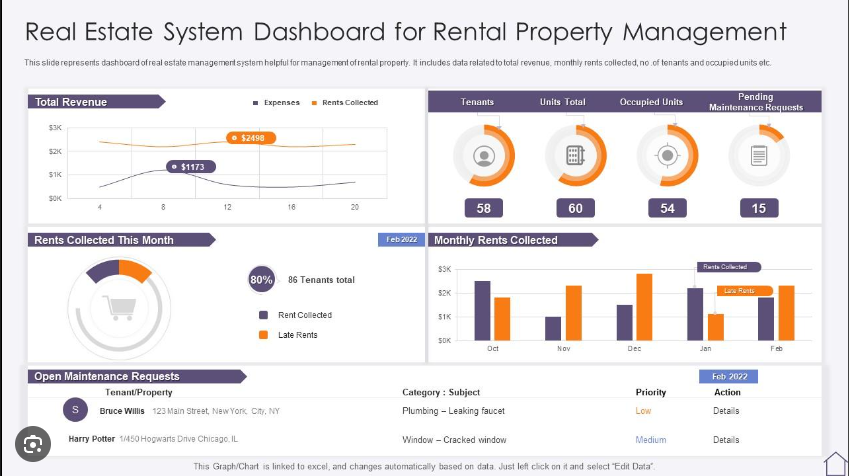 Real Estate System Dashboard for Rental Property Management
This slide represents dashboard of real estate management system helpful for management of rental property. It includes data related to total revenue, monthly rents collected, no .of tenants and occupied units etc.
Total Revenue
Expenses
Rents Collected
$3K
$2K
$1K
$0K
$2498
$1173
4
8
12
16
20
Tenants
Units Total
Occupied Units
Pending
Maintenance Requests
58
60
54
15
Rents Collected This Month
Feb 2022
80%
86 Tenants total
Rent Collected
Late Rents
Monthly Rents Collected
$3K
$2K
$1K
$0K
Rents Collected
Late Rents
Oct
Nov
Dec
Jan
Feb
Open Maintenance Requests
Feb 2022
Tenant/Property
Category : Subject
Priority
Action
S
Bruce Willis 123 Main Street, New York, City, NY
Plumbing – Leaking faucet
Low
Details
Harry Potter 1/450 Hogwarts Drive Chicago, IL
Window – Cracked window
Medium
Details
This Graph/Chart is linked to excel, and changes automatically based on data. Just left click on it and select “Edit Data”.